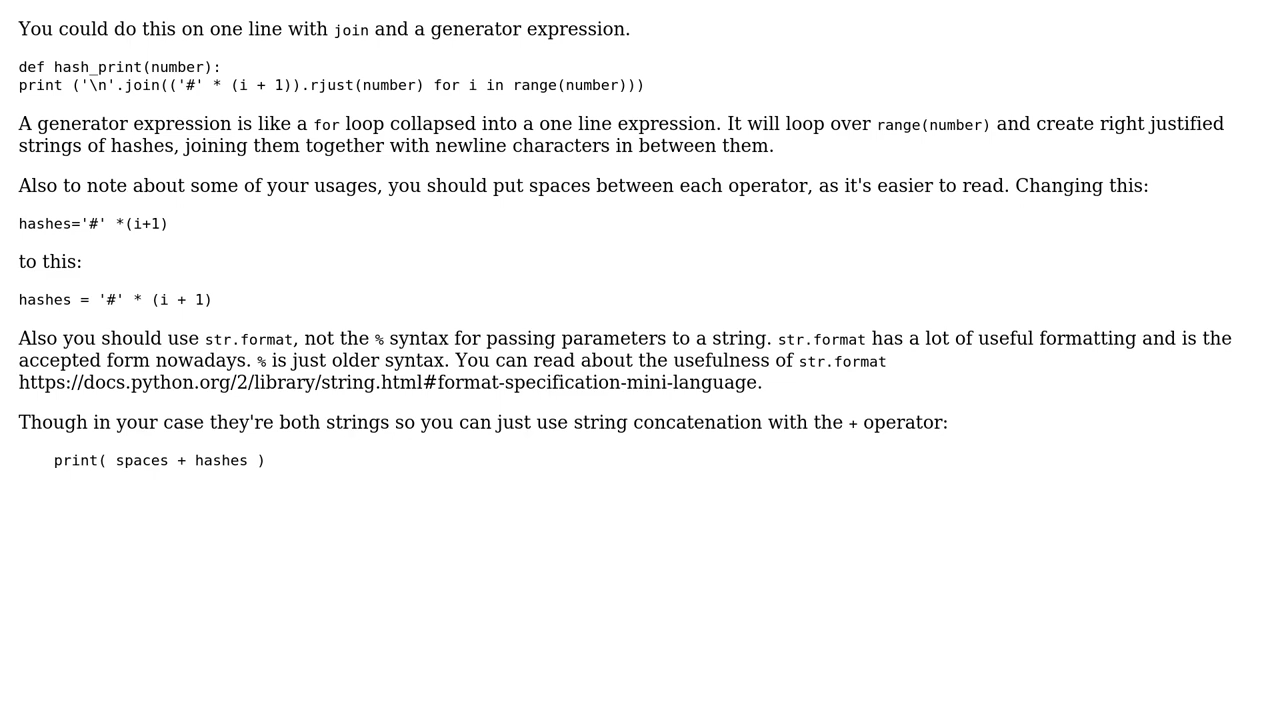 You could do this on one line with join and a generator expression.
def hash_print(number):
print ('\n'.join(('#' * (i + 1)).rjust(number) for i in range(number)))
A generator expression is like a for loop collapsed into a one line expression. It will loop over range(number) and create right justified
strings of hashes, joining them together with newline characters in between them.
Also to note about some of your usages, you should put spaces between each operator, as it's easier to read. Changing this:
hashes='#' *(i+1)
to this:
hashes = '#' * (i + 1)
Also you should use str.format, not the % syntax for passing parameters to a string. str.format has a lot of useful formatting and is the
accepted form nowadays. % is just older syntax. You can read about the usefulness of str.format
https://docs.python.org/2/library/string.html#format-specification-mini-language.
Though in your case they're both strings so you can just use string concatenation with the + operator:
print( spaces + hashes )